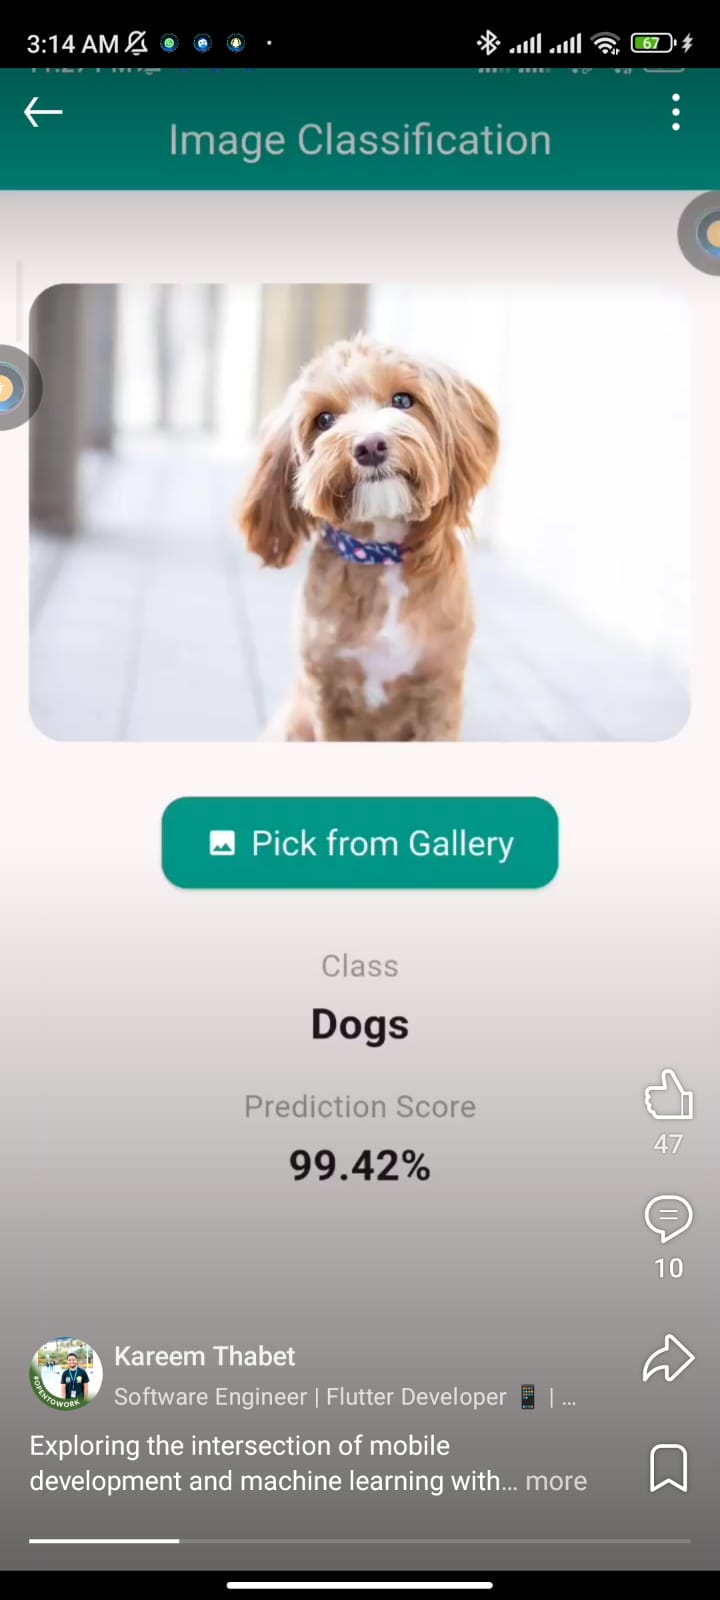 3:14 AM
67
Image Classification
Pick from Gallery
Class
Dogs
Prediction Score
99.42%
47
10
Kareem Thabet
#OPENTOWORK
Software Engineer | Flutter Developer 📱 | ...
Exploring the intersection of mobile
development and machine learning with... more